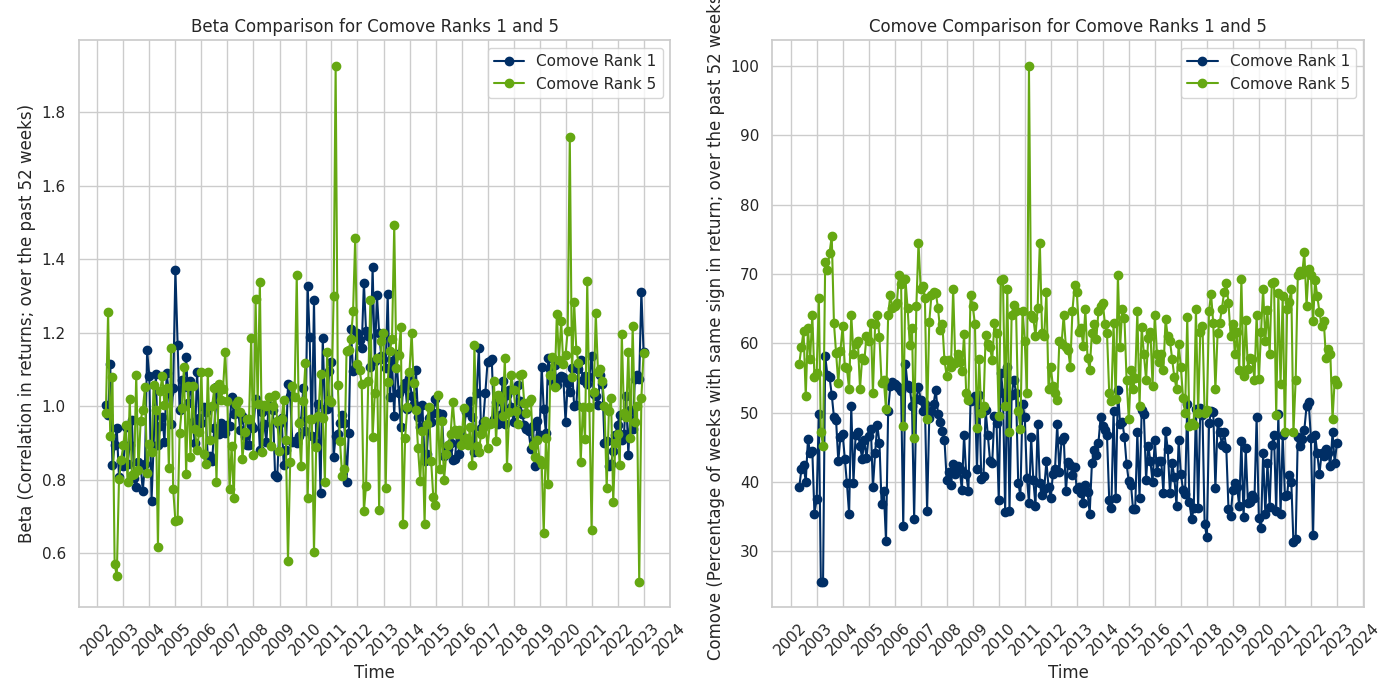 Beta Comparison for Comove Ranks 1 and 5
Comove Rank 1
Comove Rank 5
Beta (Correlation in returns; over the past 52 weeks)
1.8
1.6
1.4
1.2
1.0
0.8
0.6
2002 2003 2004 2005 2006 2007 2008 2009 2010 2011 2012 2013 2014 2015 2016 2017 2018 2019 2020 2021 2022 2023 2024
Time
Comove Comparison for Comove Ranks 1 and 5
Comove Rank 1
Comove Rank 5
Comove (Percentage of weeks with same sign in return; over the past 52 weeks
100
90
80
70
60
50
40
30
2002 2003 2004 2005 2006 2007 2008 2009 2010 2011 2012 2013 2014 2015 2016 2017 2018 2019 2020 2021 2022 2023 2024
Time